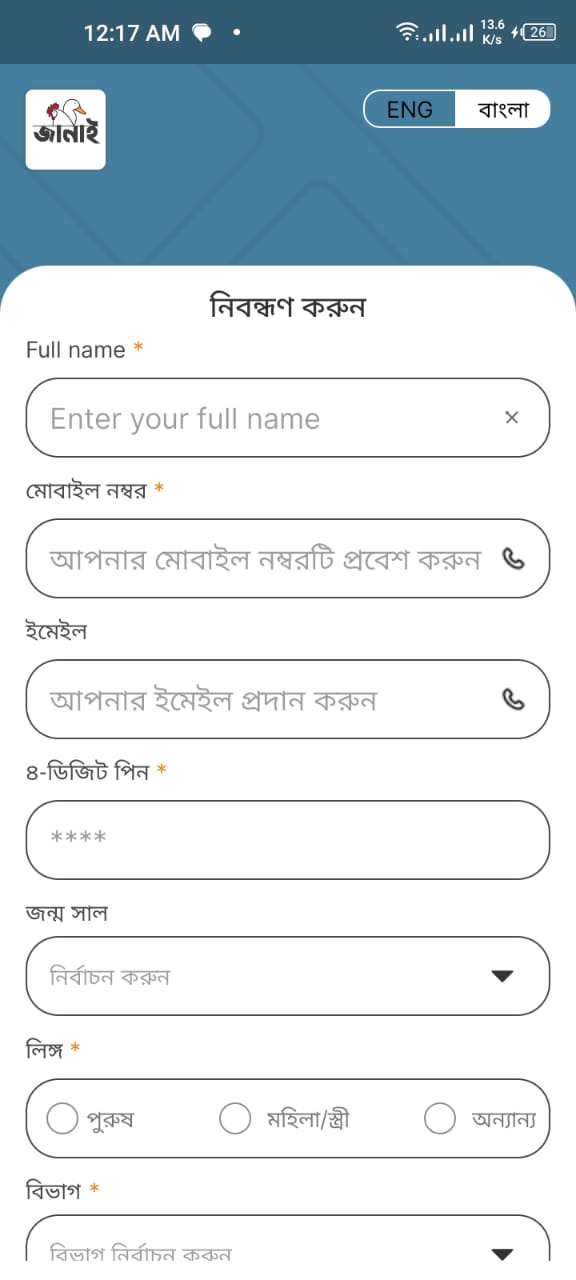 12:17 AM
13.6
K/s
26
জানাই
ENG
বাংলা
নিবন্ধণ করুন
Full name *
Enter your full name
মোবাইল নম্বর *
আপনার মোবাইল নম্বরটি প্রবেশ করুন
ইমেইল
আপনার ইমেইল প্রদান করুন
৪-ডিজিট পিন *
****
জন্ম সাল
নির্বাচন করুন
লিঙ্গ *
পুরুষ মহিলা/স্ত্রী অন্যান্য
বিভাগ *
বিভাগ নির্বাচন করুন